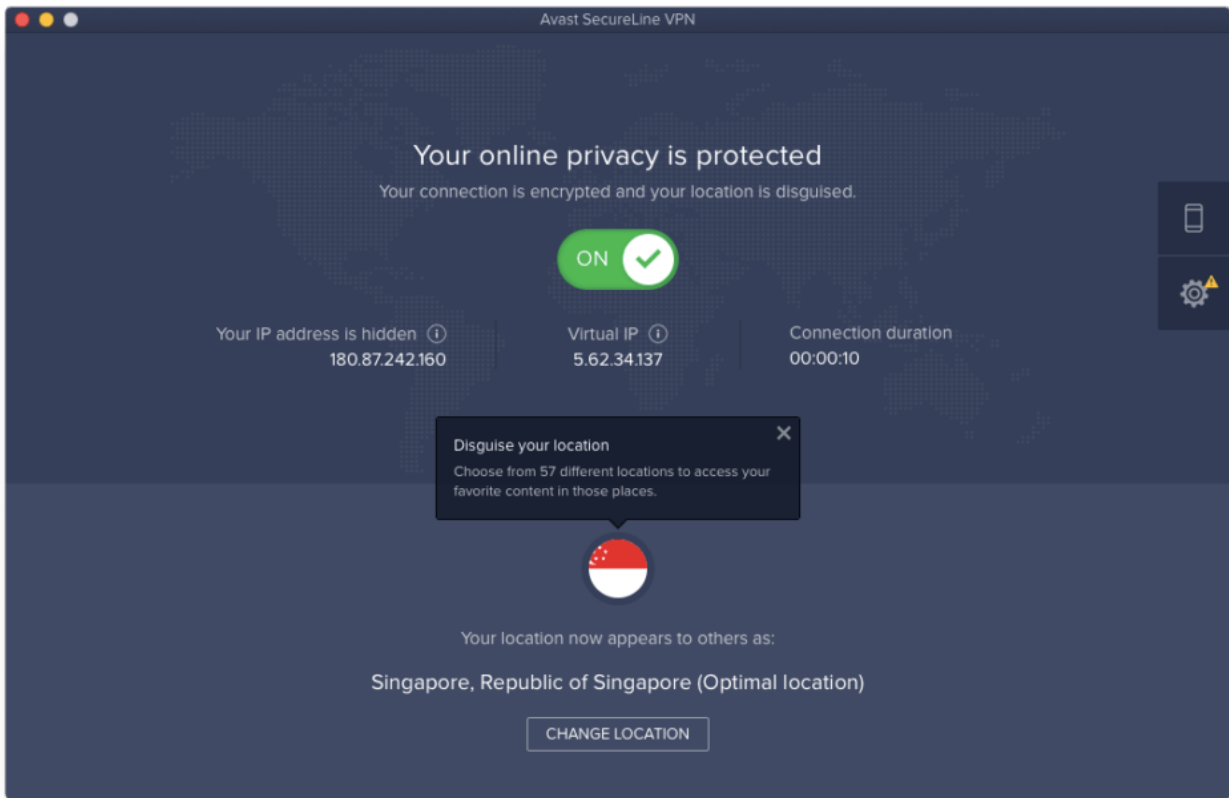 Avast SecureLine VPN
Your online privacy is protected
Your connection is encrypted and your location is disguised.
ON
Your IP address is hidden
180.87.242.160
Virtual IP
5.62.34.137
Connection duration
00:00:10
Disguise your location
Choose from 57 different locations to access your
favorite content in those places.
Your location now appears to others as:
Singapore, Republic of Singapore (Optimal location)
CHANGE LOCATION